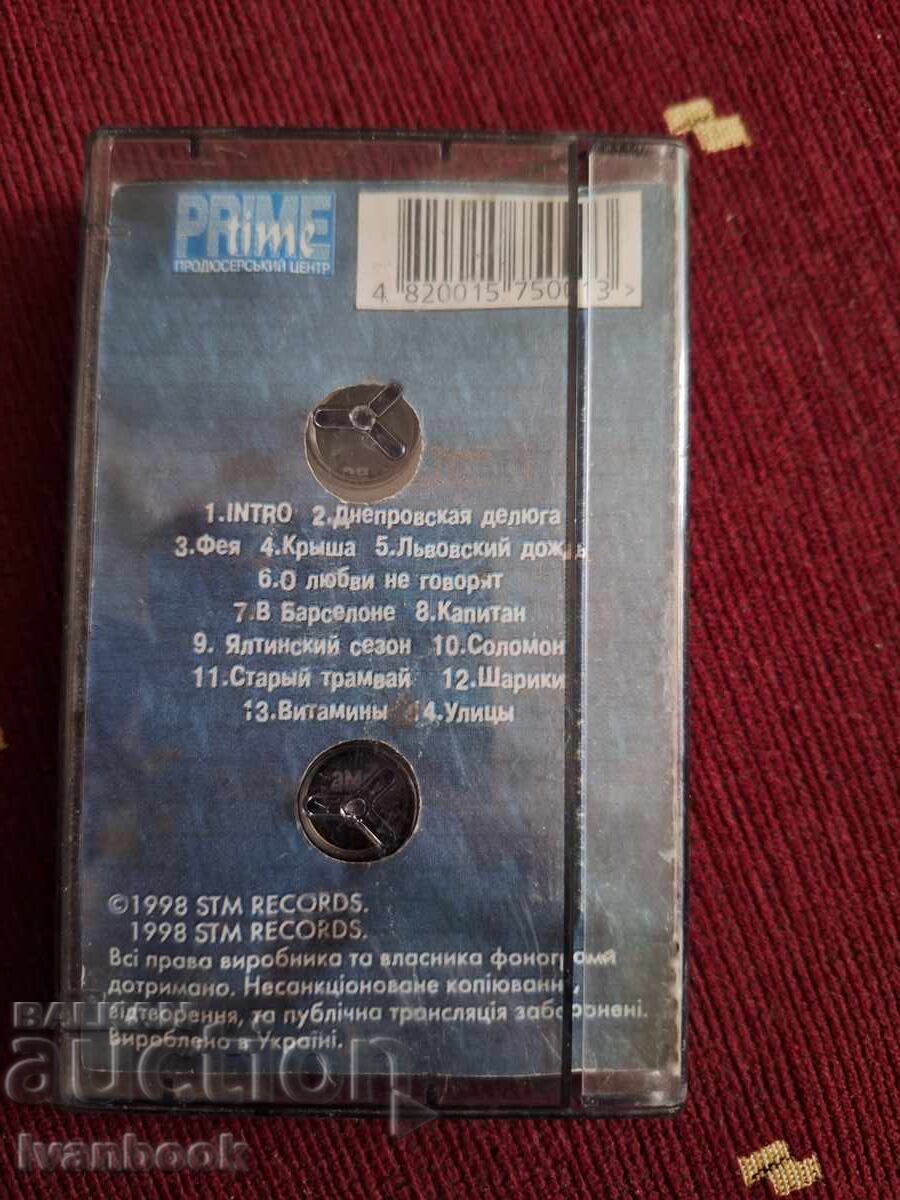 PRIME
time
ПРОДЮСЕРСЬКИЙ ЦЕНТР
4 820015 750013 >
1.INTRO 2.Днепровская делюга
3.Фея 4.Крыша 5.Львовский дождь
6.О любви не говорят
7.В Барселоне 8.Капитан
9. Ялтинский сезон 10.Соломон
11.Старый трамвай 12.Шарики
13.Витамины 14.Улицы
©1998 STM RECORDS.
1998 STM RECORDS.
Всі права виробника та власника фонограми
дотримано. Несанкціоноване копіювання,
відтворення, та публічна трансляція заборонені.
Вироблено в Україні.
BALKAN
auction
Ivanbook